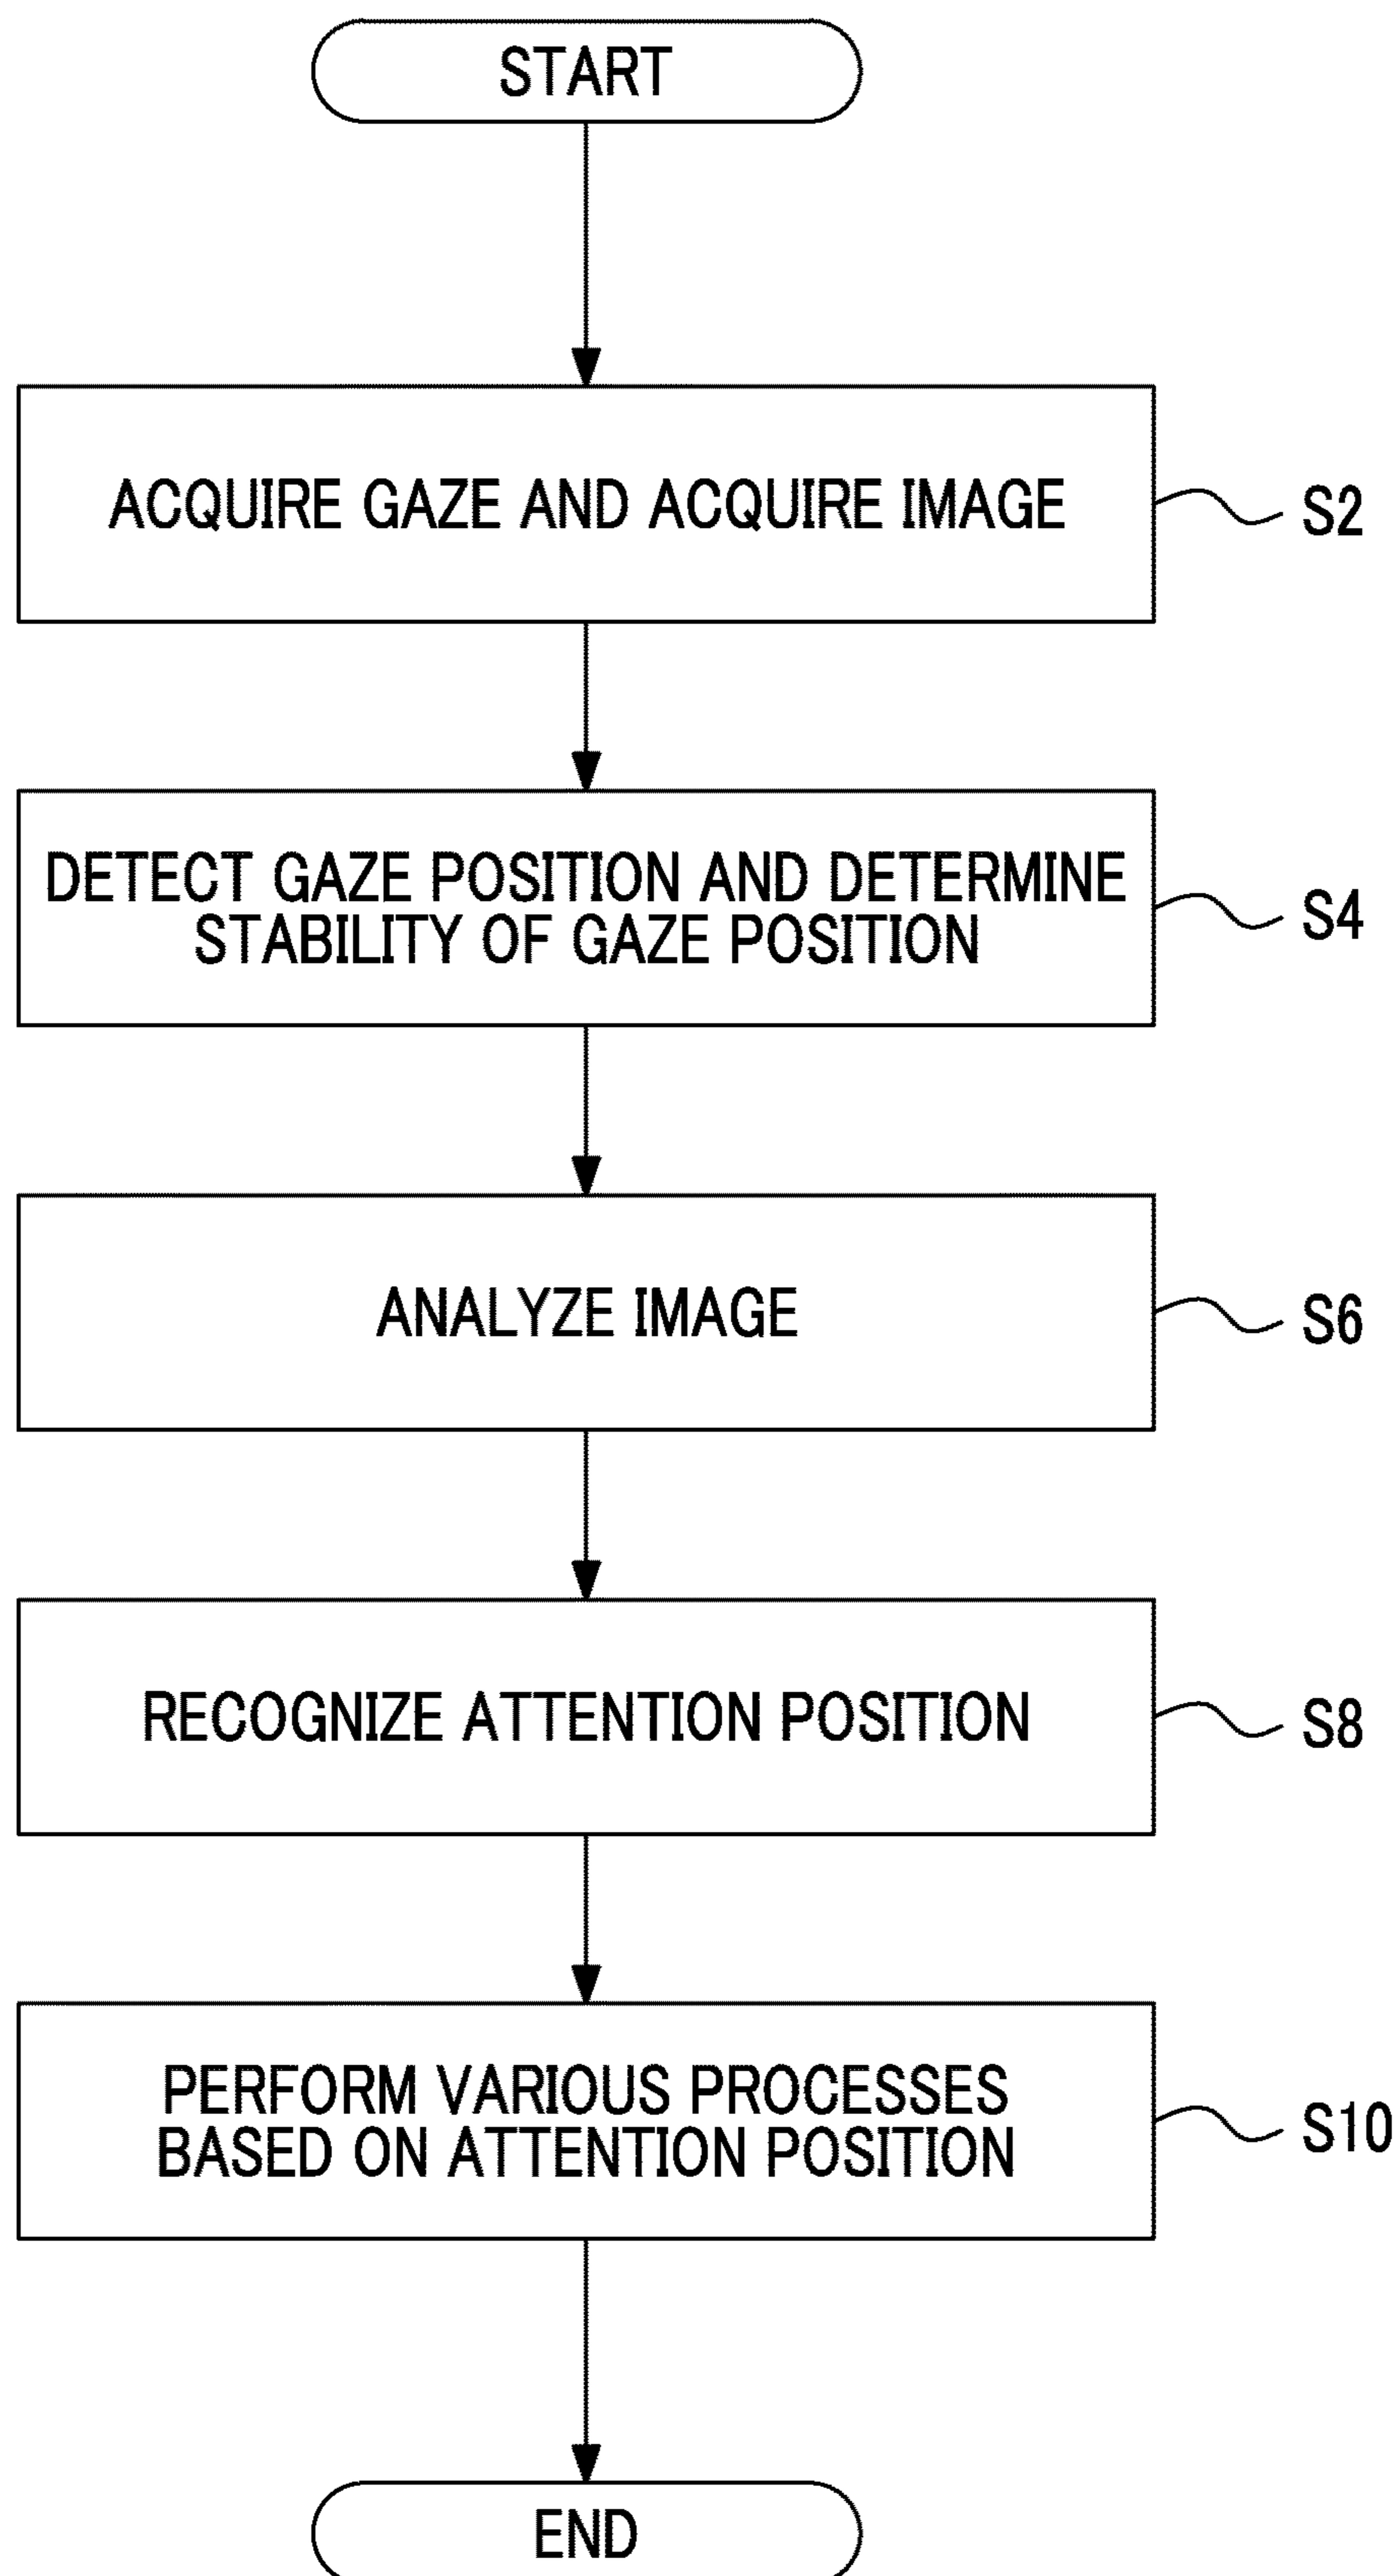 START
ACQUIRE GAZE AND ACQUIRE IMAGE
S2
DETECT GAZE POSITION AND DETERMINE
STABILITY OF GAZE POSITION
S4
ANALYZE IMAGE
S6
RECOGNIZE ATTENTION POSITION
S8
PERFORM VARIOUS PROCESSES
BASED ON ATTENTION POSITION
S10
END